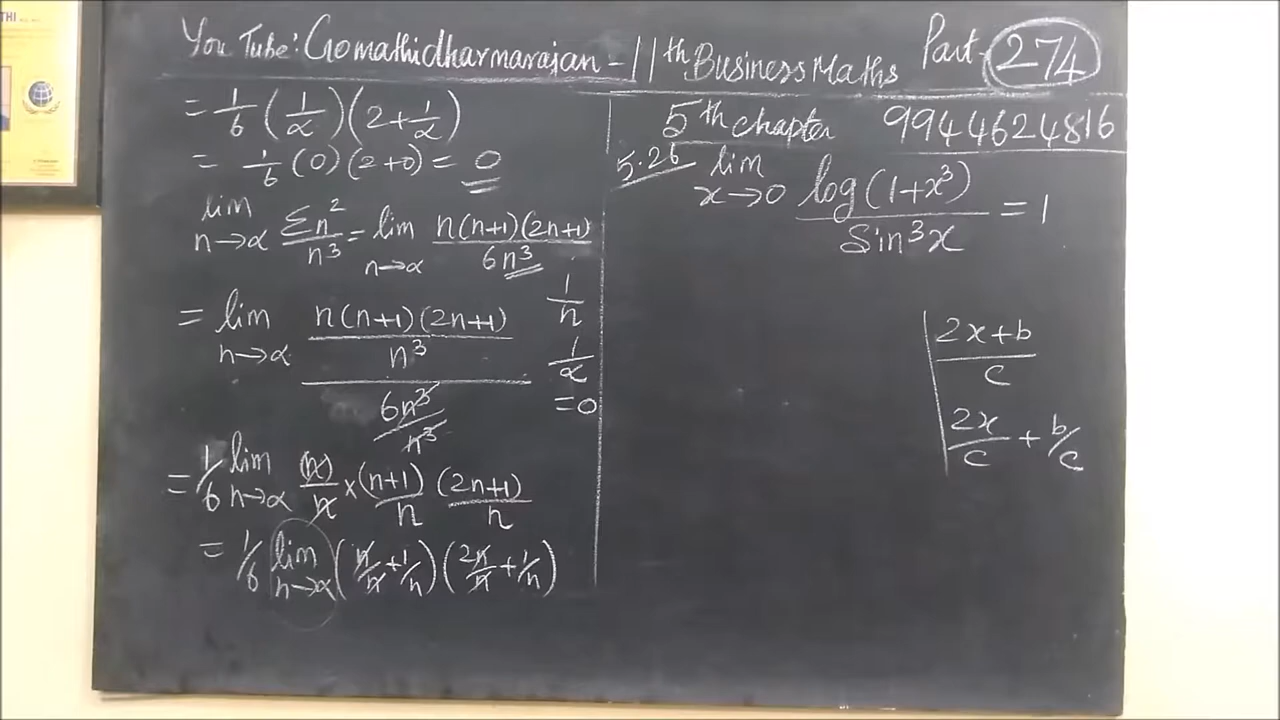 You Tube: Gomathidharmarajan - 11th Business Maths Part - 274
= 1/6 (1/α) (2 + 1/α)
= 1/6 (0) (2+0) = 0
lim n→α Σn²/n³ = lim n→α n(n+1)(2n+1)/6n³
= lim n→α (n(n+1)(2n+1)/n³)/(6n³/n³)
1/n
1/α
= 0
= 1/6 lim n→α (n)/n × (n+1)/n (2n+1)/n
= 1/6 lim n→α (n/n + 1/n) (2n/n + 1/n)
5th chapter 9944624816
5.26 lim x→0 log(1+x³)/Sin³x = 1
2x+b/c
2x/c + b/c